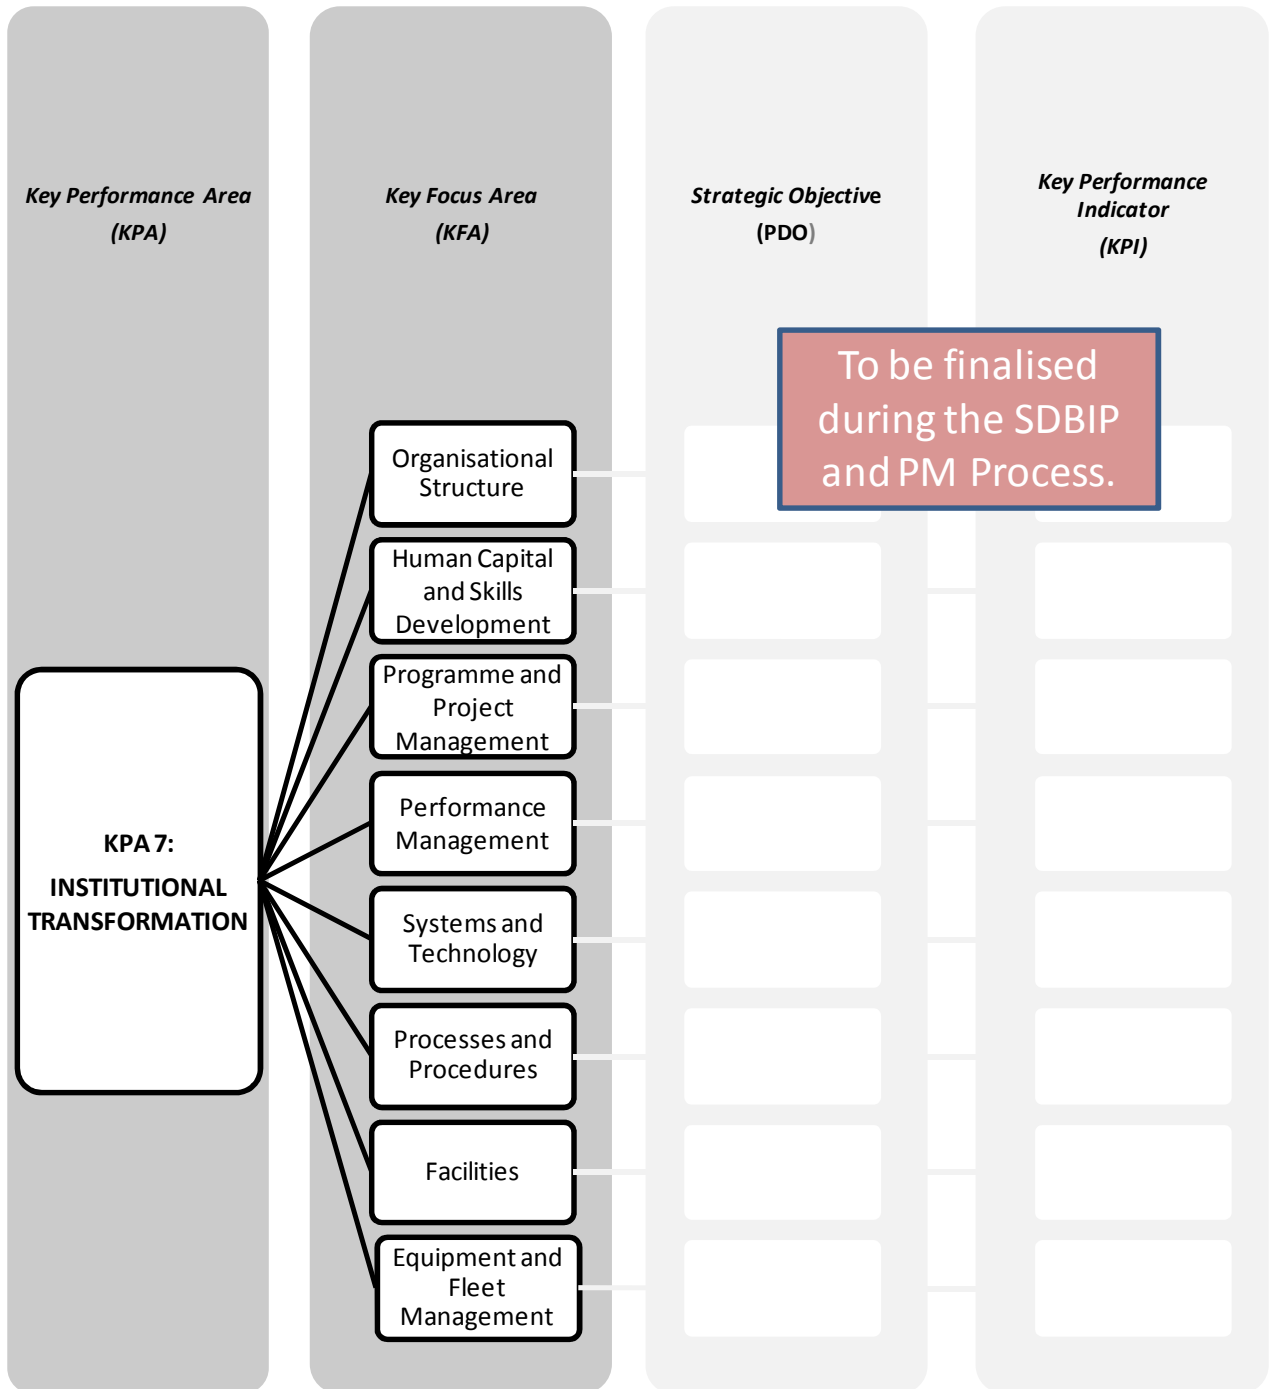 Key Performance Area
(KPA)
Key Focus Area
(KFA)
Strategic Objective
(PDO)
Key Performance
Indicator
(KPI)
To be finalised
during the SDBIP
and PM Process.
KPA 7:
INSTITUTIONAL
TRANSFORMATION
Organisational
Structure
Human Capital
and Skills
Development
Programme and
Project
Management
Performance
Management
Systems and
Technology
Processes and
Procedures
Facilities
Equipment and
Fleet
Management